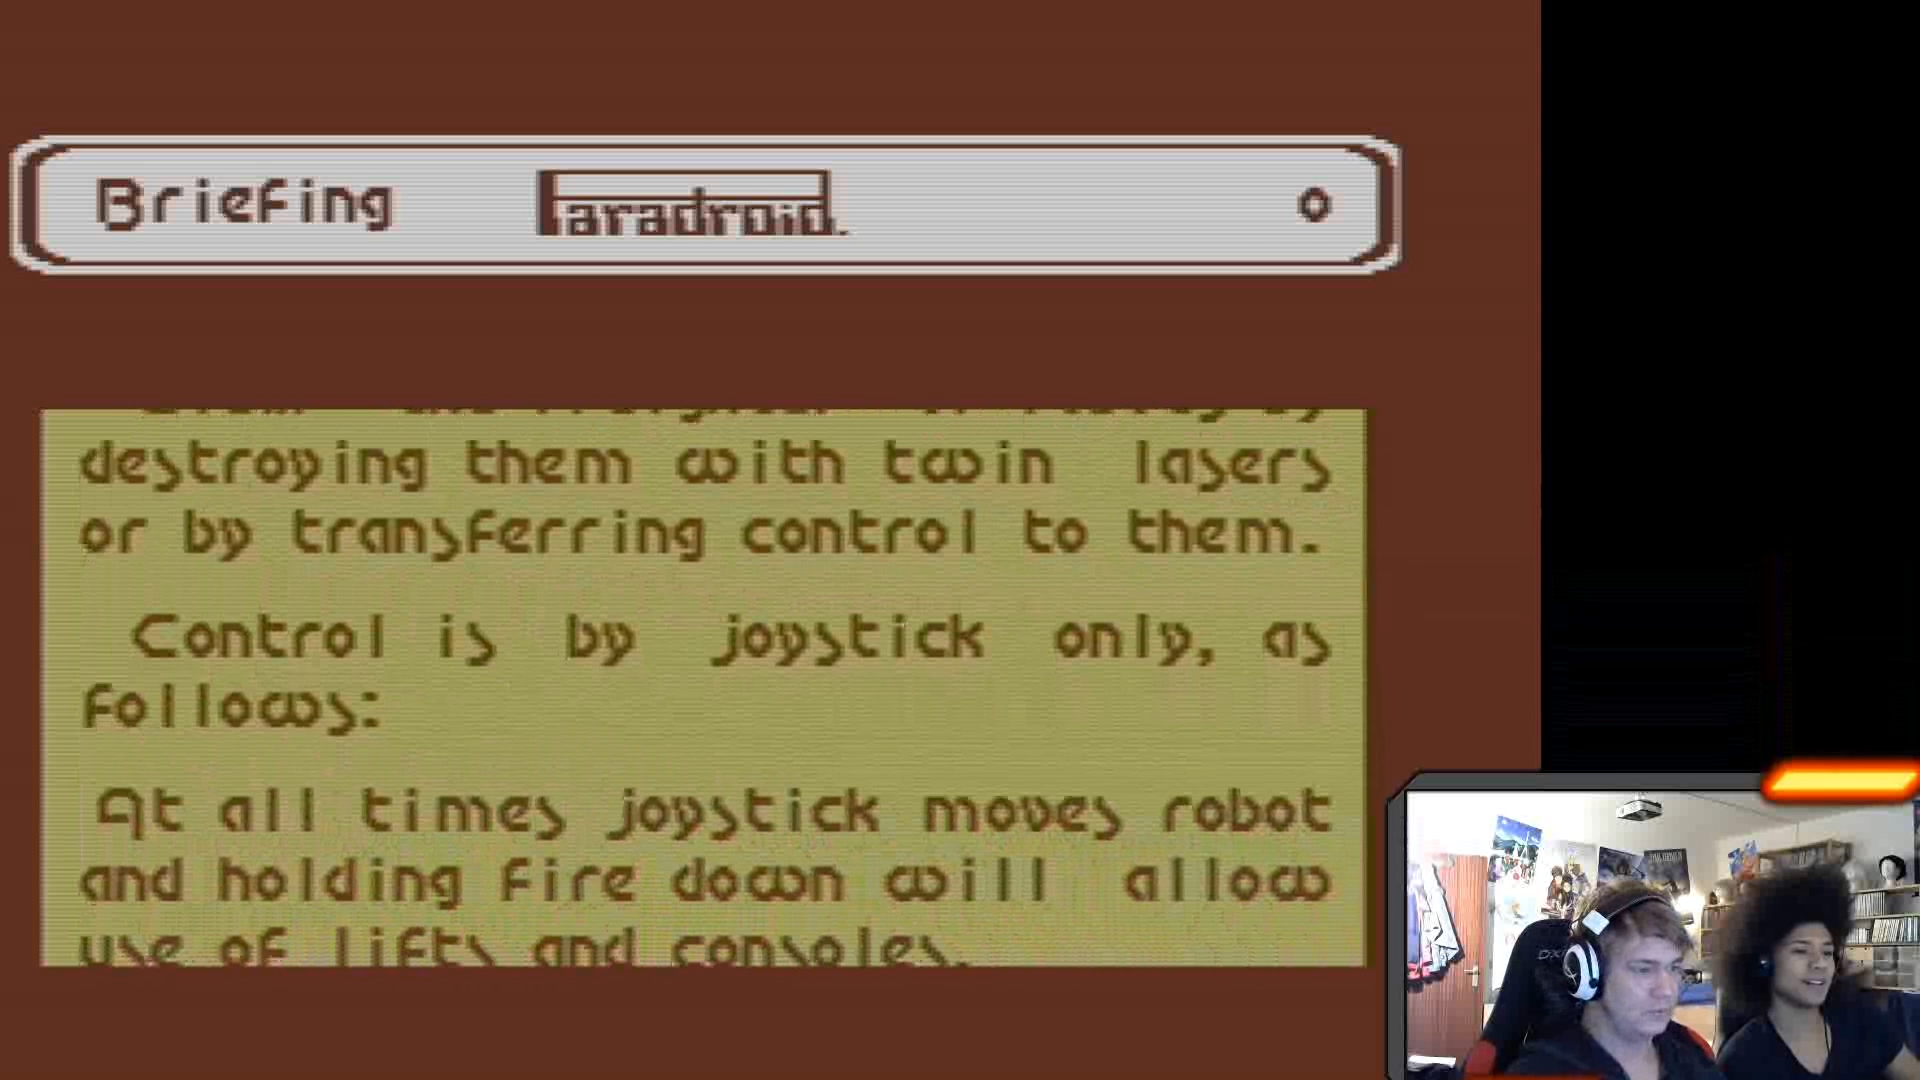 Briefing Paradroid. 0
destroying them with twin lasers
or by transferring control to them.
Control is by joystick only, as
follows:
At all times joystick moves robot
and holding fire down will allow
use of lifts and consoles.